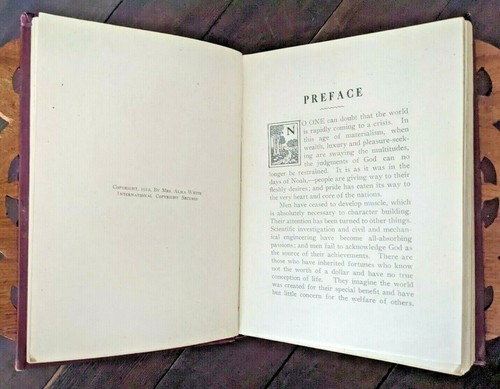 COPYRIGHT, 1912, BY MRS. ALMA WHITE
INTERNATIONAL COPYRIGHT SECURED
PREFACE
NO ONE can doubt that the world
is rapidly coming to a crisis. In
this age of materialism, when
wealth, luxury and pleasure-seek-
ing are swaying the multitudes,
the judgments of God can no
longer be restrained. It is as it was in the
days of Noah,—people are giving way to their
fleshly desires; and pride has eaten its way to
the very heart and core of the nations.
Men have ceased to develop muscle, which
is absolutely necessary to character building.
Their attention has been turned to other things.
Scientific investigation and civil and mechan-
ical engineering have become all-absorbing
passions; and men fail to acknowledge God as
the source of their achievements. There are
those who have inherited fortunes who know
not the worth of a dollar and have no true
conception of life. They imagine the world
was created for their special benefit and have
but little concern for the welfare of others.